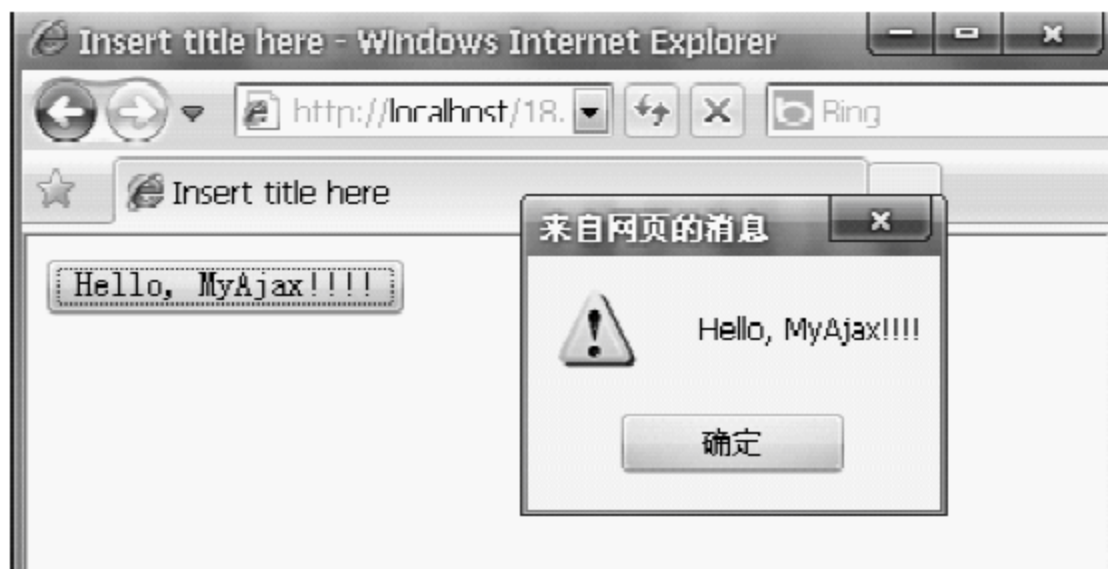 Insert title here - Windows Internet Explorer
http://localhost/18.
Bing
Insert title here
来自网页的消息
Hello, MyAjax!!!!
Hello, MyAjax!!!!
确定